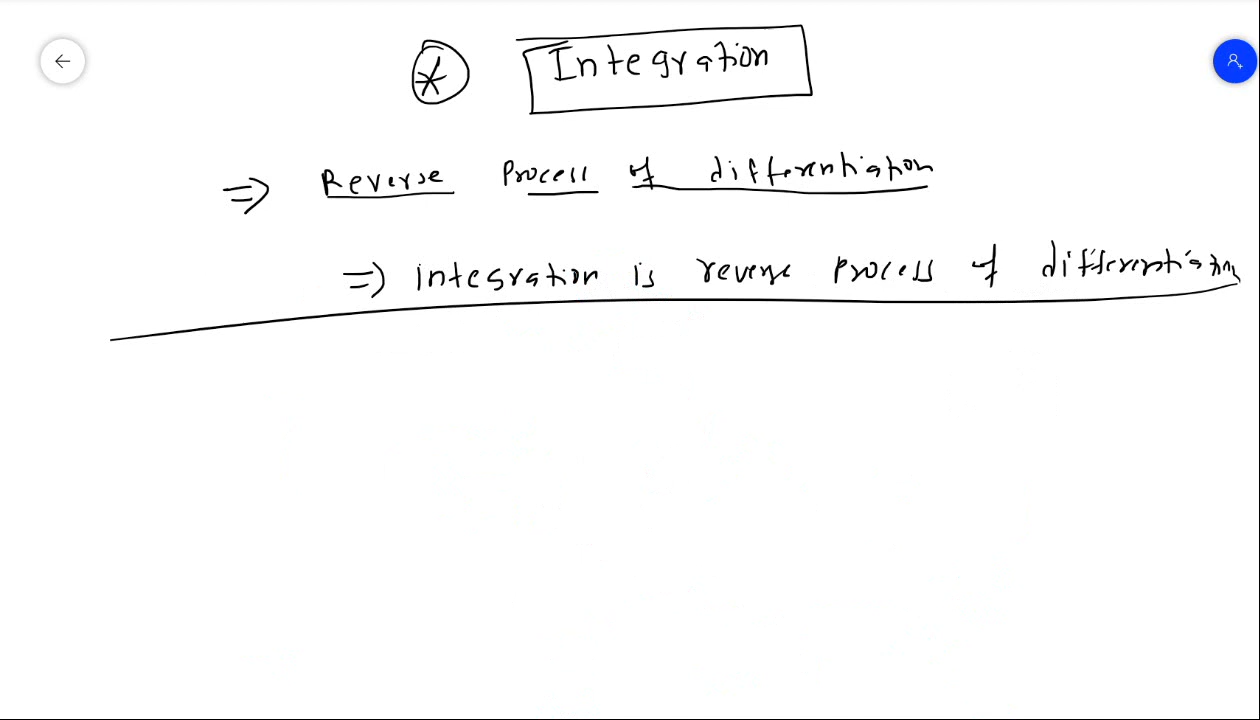 * Integration
⇒ Reverse Process of differentiation
⇒ integration is reverse process of differentiation